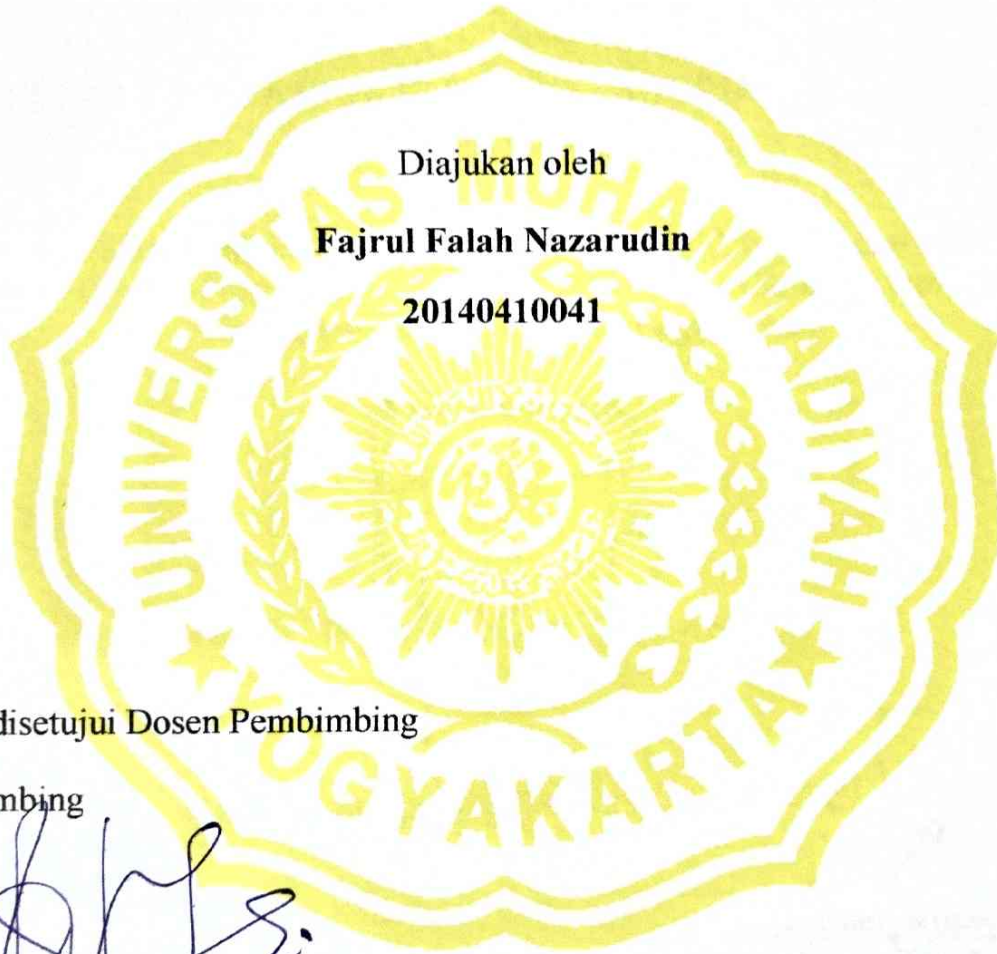 Diajukan oleh
Fajrul Falah Nazarudin
20140410041
UNIVERSITAS MUHAMMADIYAH
YOGYAKARTA
disetujui Dosen Pembimbing